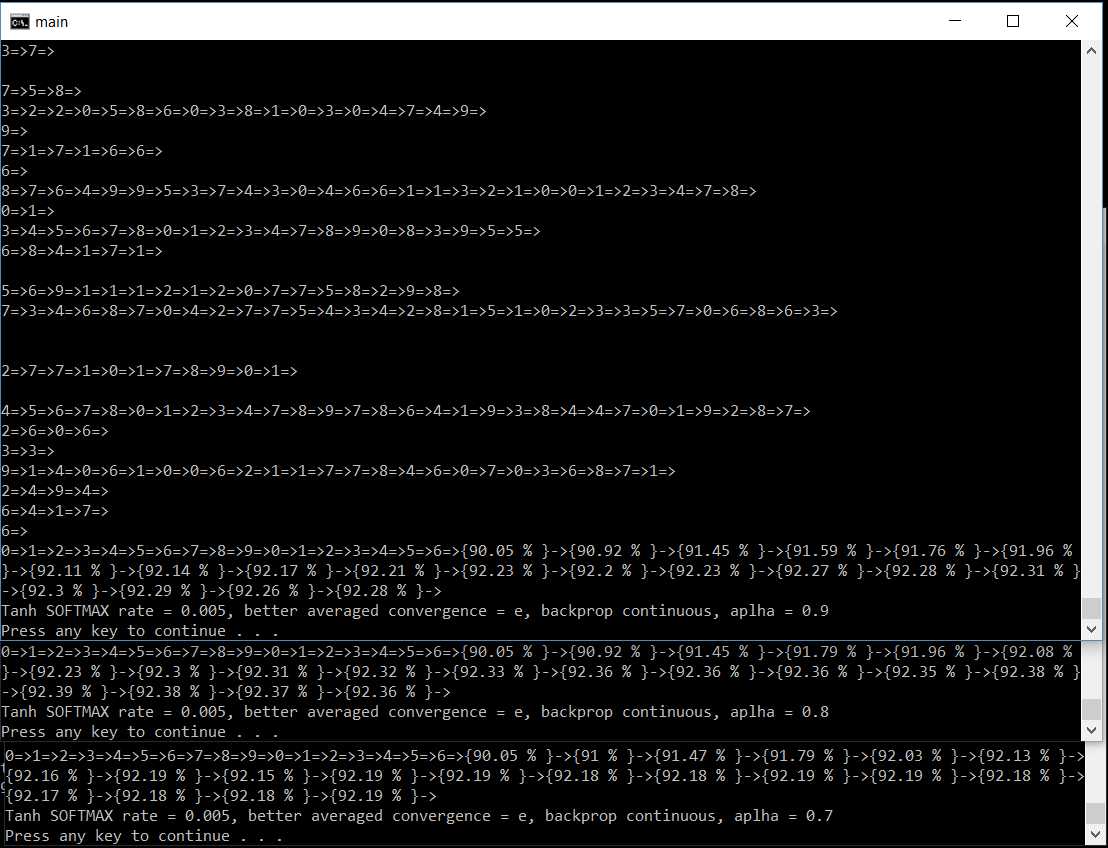 main
3=>7=>
7=>5=>8=>
3=>2=>2=>0=>5=>8=>6=>0=>3=>8=>1=>0=>3=>0=>4=>7=>4=>9=>
9=>
7=>1=>7=>1=>6=>6=>
6=>
8=>7=>6=>4=>9=>9=>5=>3=>7=>4=>3=>0=>4=>6=>6=>1=>1=>3=>2=>1=>0=>0=>1=>2=>3=>4=>7=>8=>
0=>1=>
3=>4=>5=>6=>7=>8=>0=>1=>2=>3=>4=>7=>8=>9=>0=>8=>3=>9=>5=>5=>
6=>8=>4=>1=>7=>1=>
5=>6=>9=>1=>1=>1=>2=>1=>2=>0=>7=>7=>5=>8=>2=>9=>8=>
7=>3=>4=>6=>8=>7=>0=>4=>2=>7=>7=>5=>4=>3=>4=>2=>8=>1=>5=>1=>0=>2=>3=>3=>5=>7=>0=>6=>8=>6=>3=>
2=>7=>7=>1=>0=>1=>7=>8=>9=>0=>1=>
4=>5=>6=>7=>8=>0=>1=>2=>3=>4=>7=>8=>9=>7=>8=>6=>4=>1=>9=>3=>8=>4=>4=>7=>0=>1=>9=>2=>8=>7=>
2=>6=>0=>6=>
3=>3=>
9=>1=>4=>0=>6=>1=>0=>0=>6=>2=>1=>1=>7=>7=>8=>4=>6=>0=>7=>0=>3=>6=>8=>7=>1=>
2=>4=>9=>4=>
6=>4=>1=>7=>
6=>
0=>1=>2=>3=>4=>5=>6=>7=>8=>9=>0=>1=>2=>3=>4=>5=>6=>{90.05 % }->{90.92 % }->{91.45 % }->{91.59 % }->{91.76 % }->{91.96 %
}->{92.11 % }->{92.14 % }->{92.17 % }->{92.21 % }->{92.23 % }->{92.2 % }->{92.23 % }->{92.27 % }->{92.28 % }->{92.31 % }
->{92.3 % }->{92.29 % }->{92.26 % }->{92.28 % }->
Tanh SOFTMAX rate = 0.005, better averaged convergence = e, backprop continuous, aplha = 0.9
Press any key to continue . . .
0=>1=>2=>3=>4=>5=>6=>7=>8=>9=>0=>1=>2=>3=>4=>5=>6=>{90.05 % }->{90.92 % }->{91.45 % }->{91.79 % }->{91.96 % }->{92.08 %
}->{92.23 % }->{92.3 % }->{92.31 % }->{92.32 % }->{92.33 % }->{92.36 % }->{92.36 % }->{92.36 % }->{92.35 % }->{92.38 % }
->{92.39 % }->{92.38 % }->{92.37 % }->{92.36 % }->
Tanh SOFTMAX rate = 0.005, better averaged convergence = e, backprop continuous, aplha = 0.8
Press any key to continue . . .
0=>1=>2=>3=>4=>5=>6=>7=>8=>9=>0=>1=>2=>3=>4=>5=>6=>{90.05 % }->{91 % }->{91.47 % }->{91.79 % }->{92.03 % }->{92.13 % }->
{92.16 % }->{92.19 % }->{92.15 % }->{92.19 % }->{92.19 % }->{92.18 % }->{92.18 % }->{92.19 % }->{92.19 % }->{92.18 % }->
{92.17 % }->{92.18 % }->{92.18 % }->{92.19 % }->
Tanh SOFTMAX rate = 0.005, better averaged convergence = e, backprop continuous, aplha = 0.7
Press any key to continue . . .